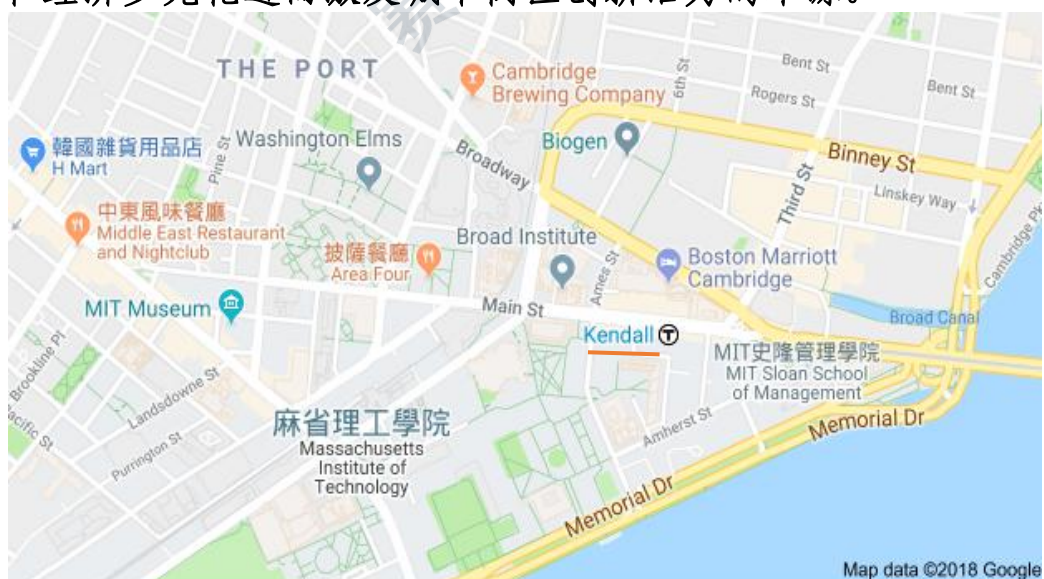 THE PORT
Cambridge
Brewing Company
6th St
Bent St
Rogers St
Bent St
韓國雜貨用品店
H Mart
Pine St
Washington Elms
Broadway
Biogen
Binney St
Third St
Linskey Way
Cambridge Pk
中東風味餐廳
Middle East Restaurant
and Nightclub
披薩餐廳
Area Four
Broad Institute
Ames St
Boston Marriott
Cambridge
MIT Museum
Main St
Broad Canal
Kendall T
MIT史隆管理學院
MIT Sloan School
of Management
Brookline Pl
Pacific St
Landsdowne St
Purrington St
麻省理工學院
Massachusetts
Institute of
Technology
Amherst St
Memorial Dr
Memorial Dr
Map data ©2018 Google